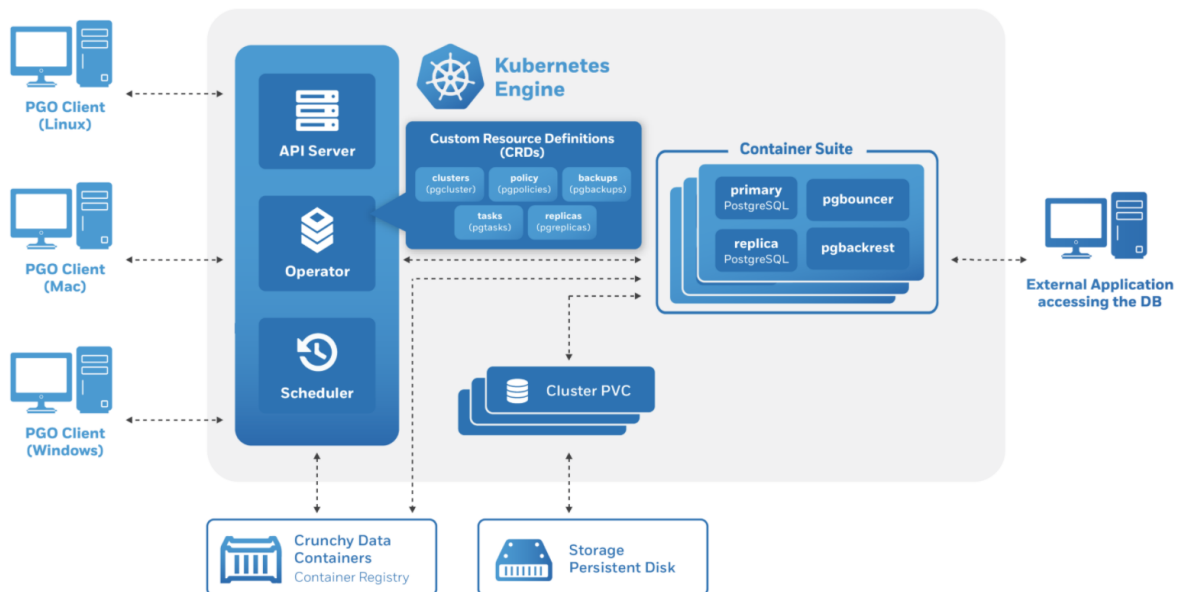 PGO Client
(Linux)
PGO Client
(Mac)
PGO Client
(Windows)
API Server
Operator
Scheduler
Kubernetes
Engine
Custom Resource Definitions
(CRDs)
clusters
(pgcluster)
policy
(pgpolicies)
backups
(pgbackups)
tasks
(pgtasks)
replicas
(pgreplicas)
Container Suite
primary
PostgreSQL
pgbouncer
replica
PostgreSQL
pgbackrest
External Application
accessing the DB
Cluster PVC
Crunchy Data
Containers
Container Registry
Storage
Persistent Disk